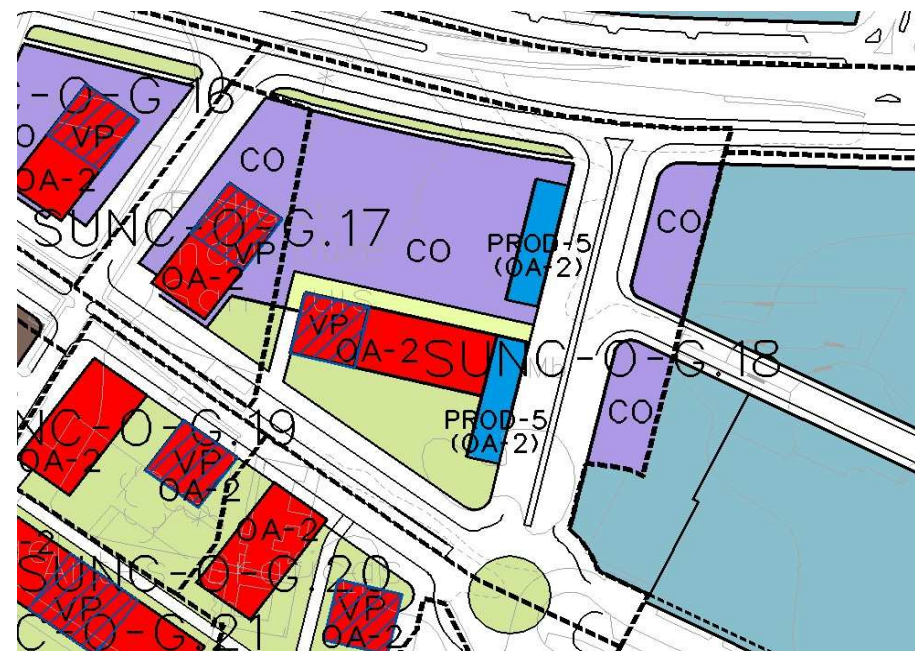 C-O-G.16
VP
OA-2
CO
SUNC-O-G.17
VP
OA-2
CO
PROD-5
(OA-2)
CO
VP
OA-2
SUNC-O-G.18
CO
PROD-5
(OA-2)
NC-O-G.19
OA-2
VP
OA-2
OA-2
-2
SUNC-O-G.20
VP
VP
OA-2
C-O-G.21